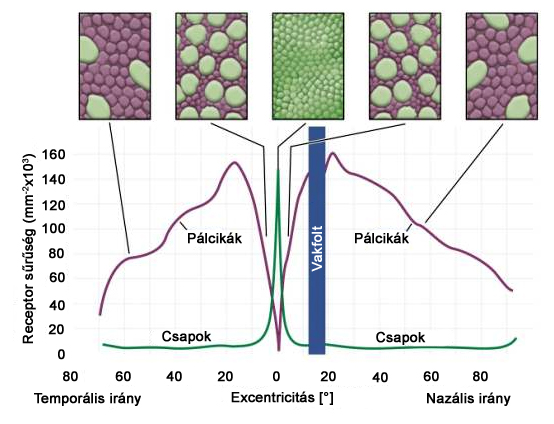 160
140
120
100
80
60
40
20
0
Receptor sűrűség (mm⁻²x10³)
Pálcikák
Pálcikák
Vakfolt
Csapok
Csapok
80 60 40 20 0 20 40 60 80
Temporális irány Excentricitás [°] Nazális irány